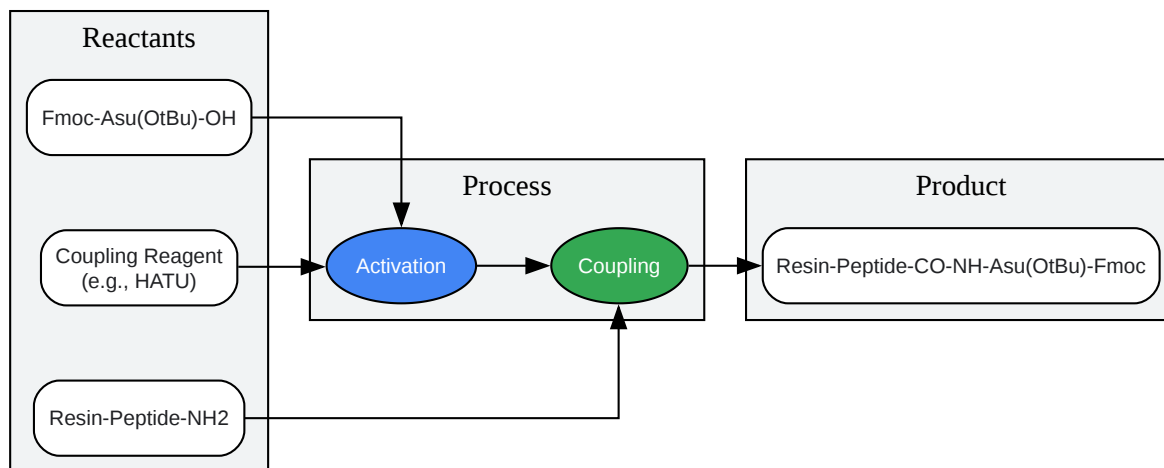 Reactants
Fmoc-Asu(OtBu)-OH
Coupling Reagent
(e.g., HATU)
Resin-Peptide-NH2
Process
Activation
Coupling
Product
Resin-Peptide-CO-NH-Asu(OtBu)-Fmoc